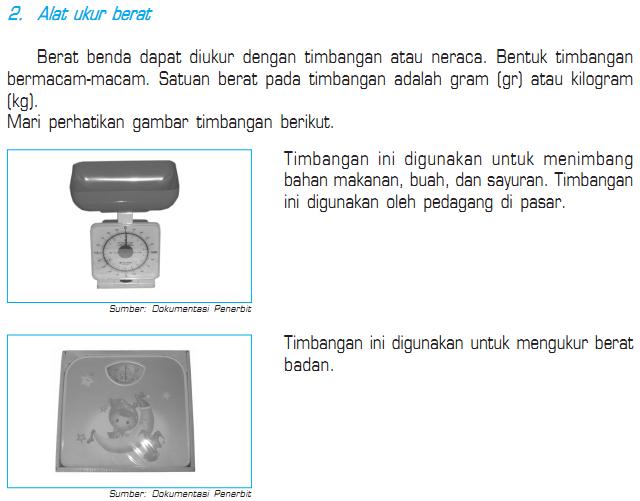 2. Alat ukur berat
Berat benda dapat diukur dengan timbangan atau neraca. Bentuk timbangan
bermacam-macam. Satuan berat pada timbangan adalah gram (gr) atau kilogram
(kg).
Mari perhatikan gambar timbangan berikut.
Timbangan ini digunakan untuk menimbang
bahan makanan, buah, dan sayuran. Timbangan
ini digunakan oleh pedagang di pasar.
Sumber: Dokumentasi Penerbit
Timbangan ini digunakan untuk mengukur berat
badan.
Sumber: Dokumentasi Penerbit